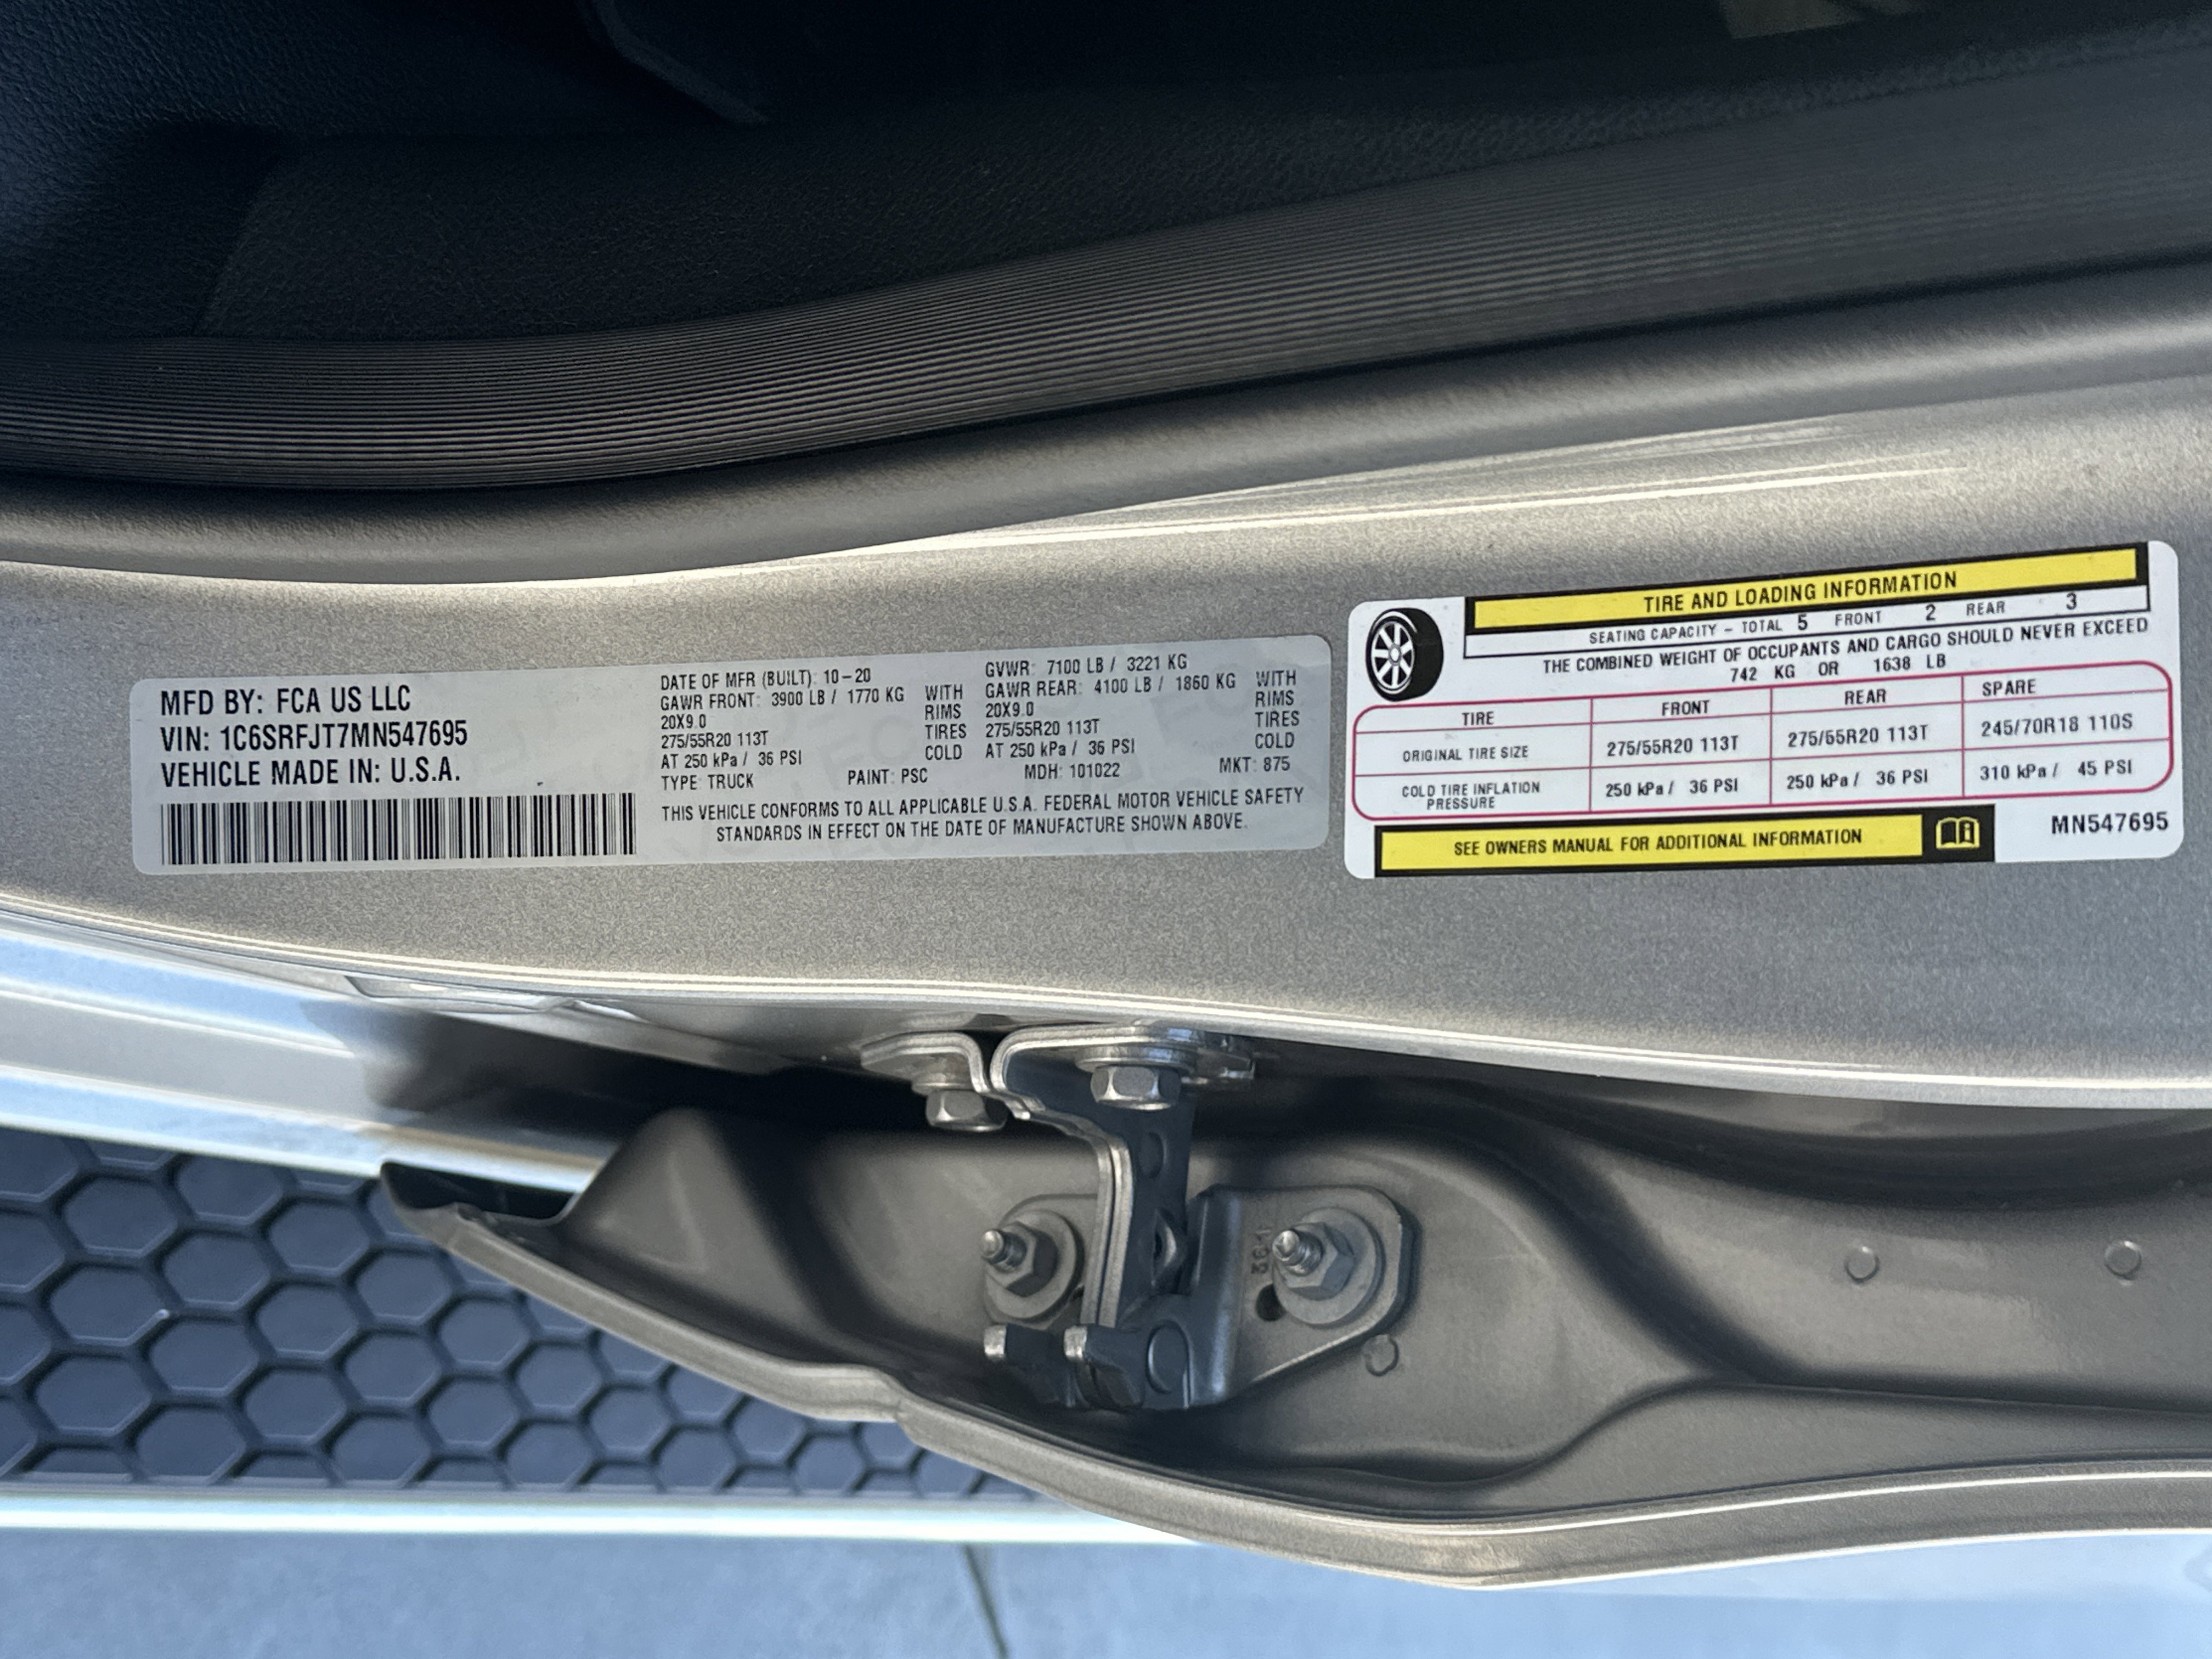 MFD BY: FCA US LLC
VIN: 1C6SRFJT7MN547695
VEHICLE MADE IN: U.S.A.
DATE OF MFR (BUILT): 10-20
GAWR FRONT: 3900 LB / 1770 KG WITH
20X9.0 RIMS
275/55R20 113T TIRES
AT 250 kPa / 36 PSI COLD
TYPE: TRUCK
GVWR: 7100 LB / 3221 KG
GAWR REAR: 4100 LB / 1860 KG WITH
20X9.0 RIMS
275/55R20 113T TIRES
AT 250 kPa / 36 PSI COLD
PAINT: PSC MDH: 101022 MKT: 875
THIS VEHICLE CONFORMS TO ALL APPLICABLE U.S.A. FEDERAL MOTOR VEHICLE SAFETY
STANDARDS IN EFFECT ON THE DATE OF MANUFACTURE SHOWN ABOVE.
TIRE AND LOADING INFORMATION
SEATING CAPACITY - TOTAL 5 FRONT 2 REAR 3
THE COMBINED WEIGHT OF OCCUPANTS AND CARGO SHOULD NEVER EXCEED
742 KG OR 1638 LB
TIRE FRONT REAR SPARE
ORIGINAL TIRE SIZE 275/55R20 113T 275/55R20 113T 245/70R18 110S
COLD TIRE INFLATION
PRESSURE 250 kPa / 36 PSI 250 kPa / 36 PSI 310 kPa / 45 PSI
SEE OWNERS MANUAL FOR ADDITIONAL INFORMATION
MN547695